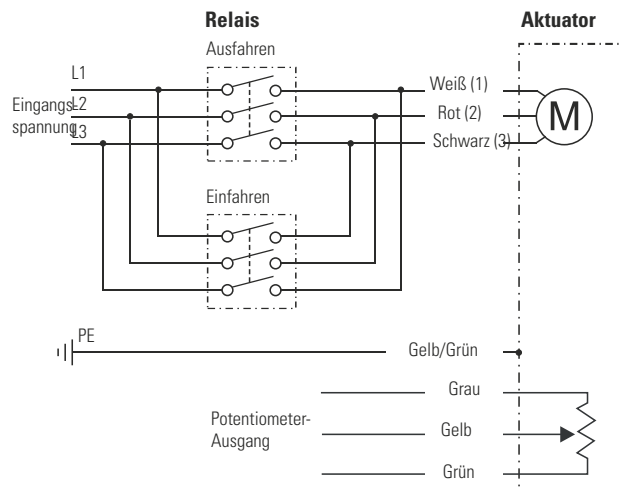 Relais
Aktuator
Ausfahren
L1
Weiß (1)
Eingangs-
spannung
L2
Rot (2)
L3
Schwarz (3)
M
Einfahren
PE
Gelb/Grün
Grau
Potentiometer-
Ausgang
Gelb
Grün